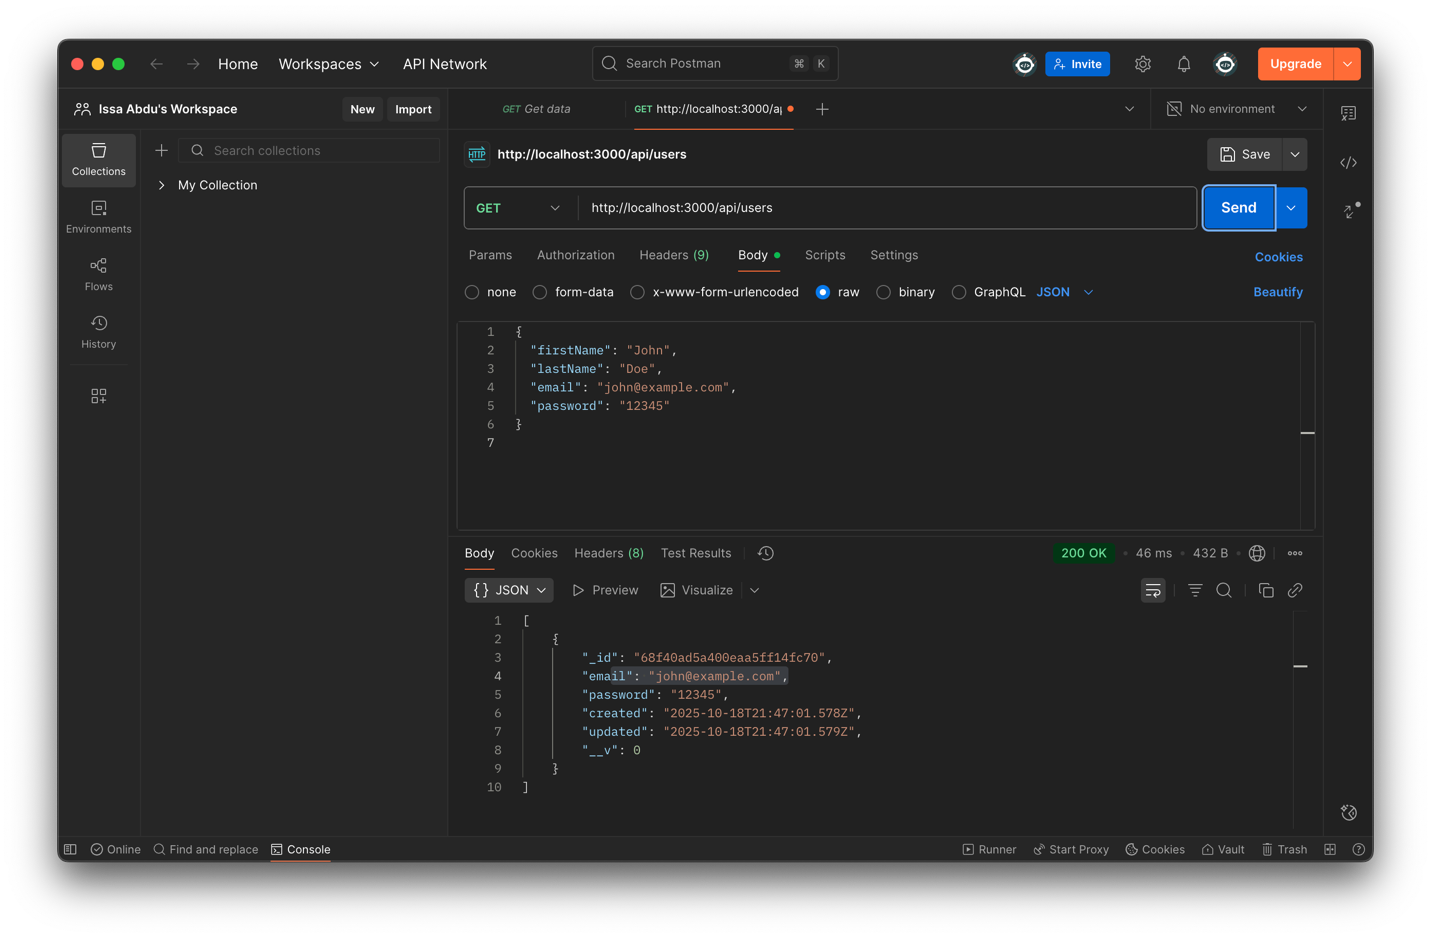 Home
Workspaces
API Network
Search Postman
⌘ K
Invite
Upgrade
Issa Abdu's Workspace
New
Import
GET Get data
GET http://localhost:3000/a
No environment
Collections
Search collections
HTTP http://localhost:3000/api/users
Save
My Collection
GET
http://localhost:3000/api/users
Send
Environments
Params
Authorization
Headers (9)
Body
Scripts
Settings
Cookies
Flows
none
form-data
x-www-form-urlencoded
raw
binary
GraphQL
JSON
Beautify
History
1 {
2 "firstName": "John",
3 "lastName": "Doe",
4 "email": "john@example.com",
5 "password": "12345"
6 }
7
Body
Cookies
Headers (8)
Test Results
200 OK
46 ms
432 B
{} JSON
Preview
Visualize
1 [
2 {
3 "_id": "68f40ad5a400eaa5ff14fc70",
4 "email": "john@example.com",
5 "password": "12345",
6 "created": "2025-10-18T21:47:01.578Z",
7 "updated": "2025-10-18T21:47:01.579Z",
8 "__v": 0
9 }
10 ]
Online
Find and replace
Console
Runner
Start Proxy
Cookies
Vault
Trash